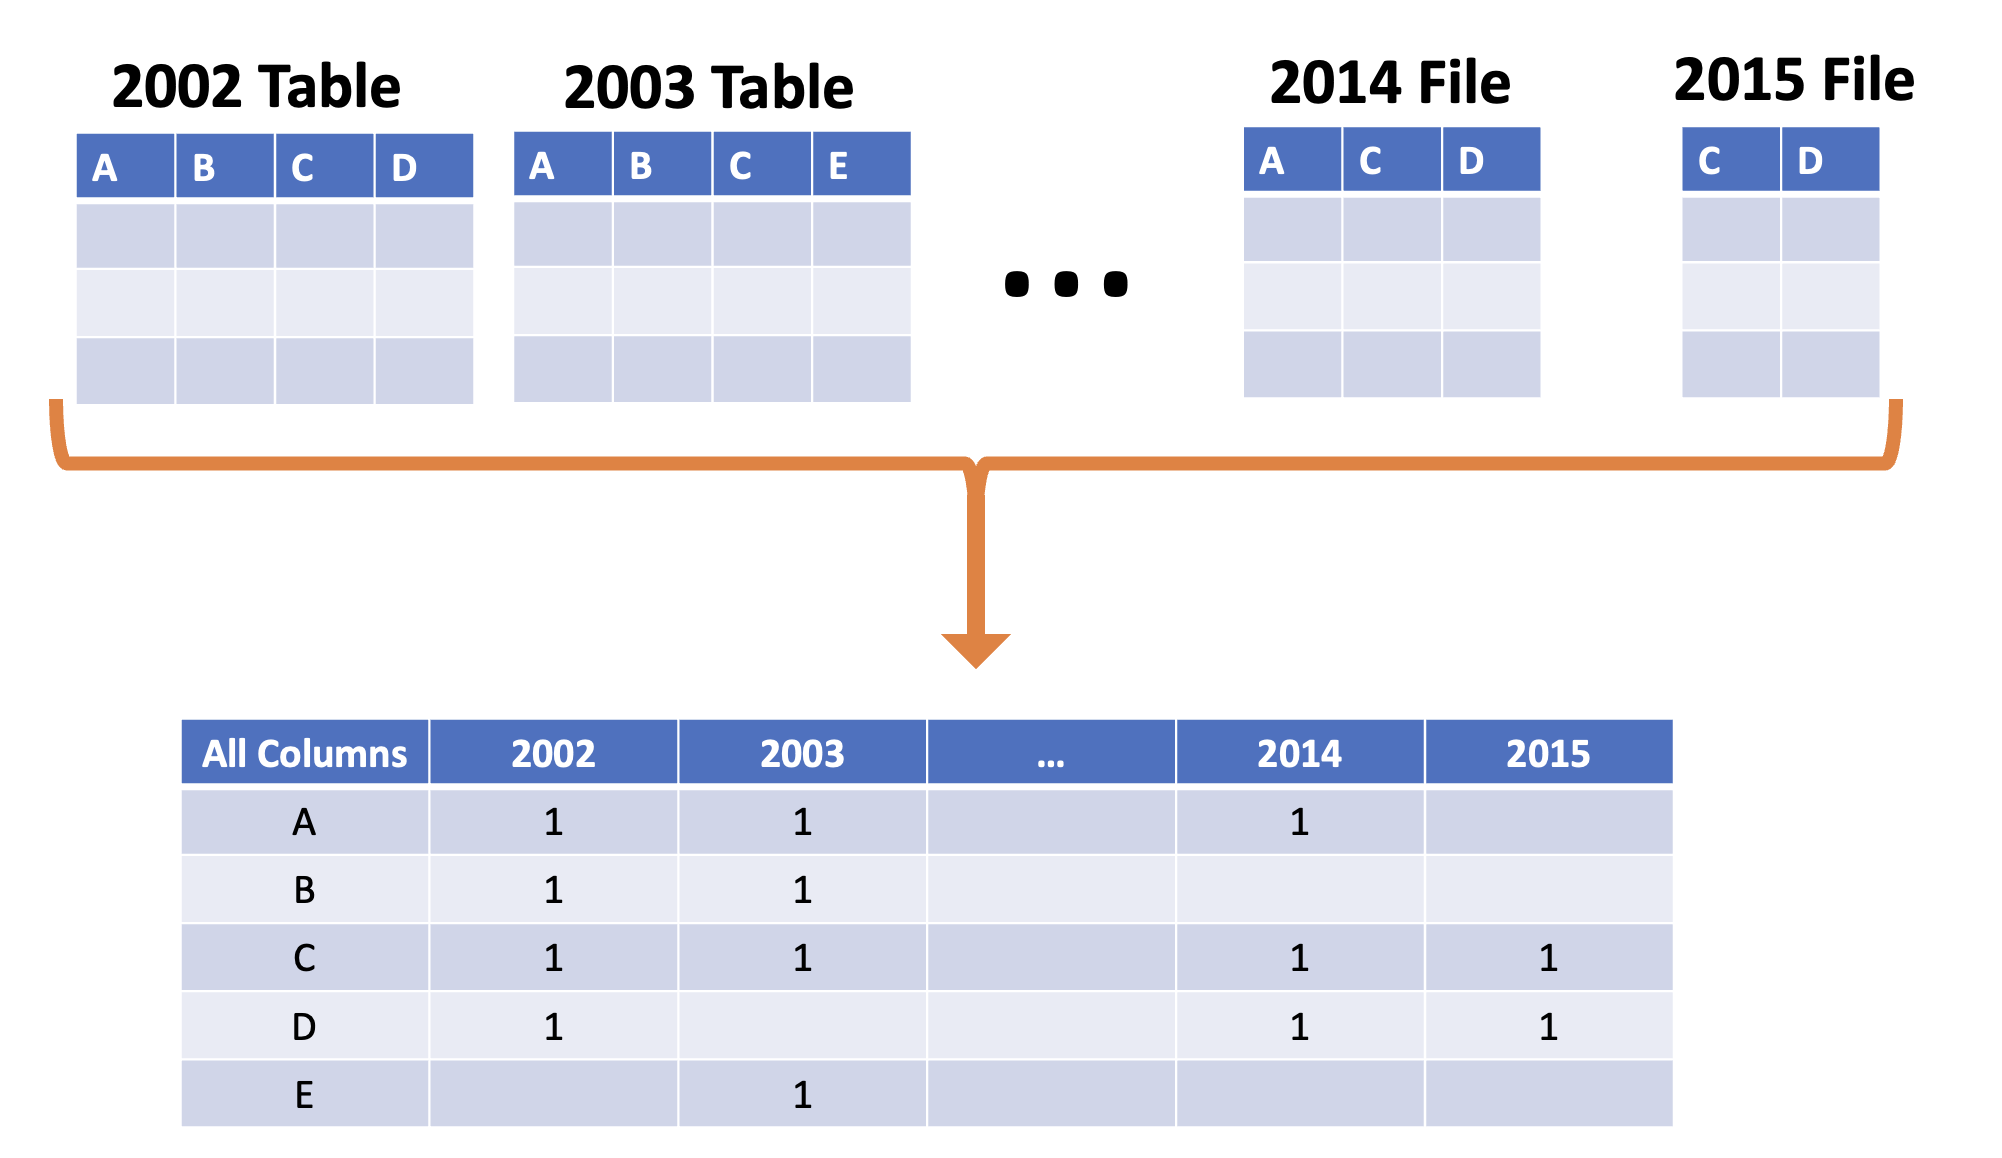 2002 Table
2003 Table
2014 File
2015 File
A B C D
A B C E
A C D
C D
...
All Columns 2002 2003 ... 2014 2015
A 1 1 1
B 1 1
C 1 1 1 1
D 1 1 1
E 1